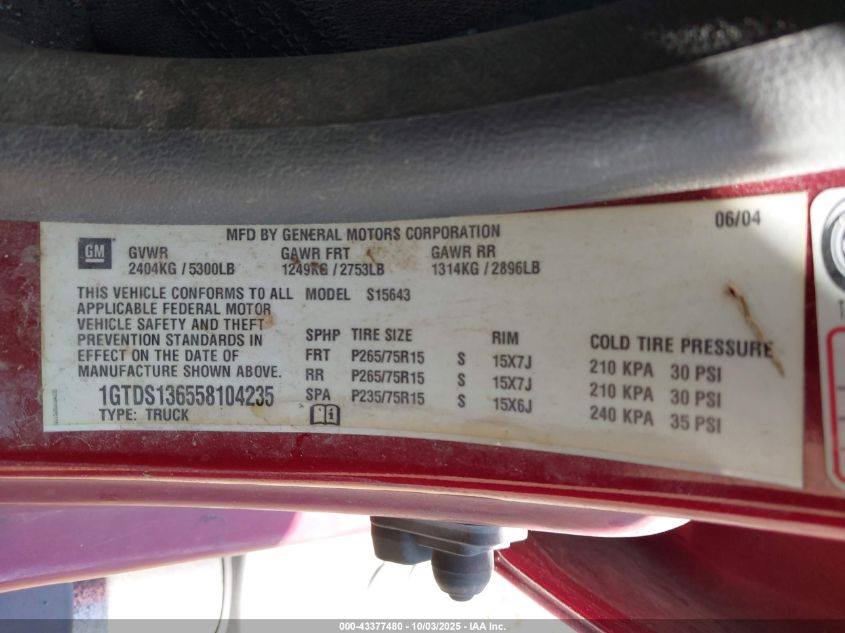 MFD BY GENERAL MOTORS CORPORATION 06/04
GM
GVWR GAWR FRT GAWR RR
2404KG / 5300LB 1249KG / 2753LB 1314KG / 2896LB
THIS VEHICLE CONFORMS TO ALL
APPLICABLE FEDERAL MOTOR
VEHICLE SAFETY AND THEFT
PREVENTION STANDARDS IN
EFFECT ON THE DATE OF
MANUFACTURE SHOWN ABOVE.
1GTDS136558104235
TYPE: TRUCK
MODEL S15643
SPHP TIRE SIZE RIM COLD TIRE PRESSURE
FRT P265/75R15 S 15X7J 210 KPA 30 PSI
RR P265/75R15 S 15X7J 210 KPA 30 PSI
SPA P235/75R15 S 15X6J 240 KPA 35 PSI
000-43377480 - 10/03/2025 - IAA Inc.